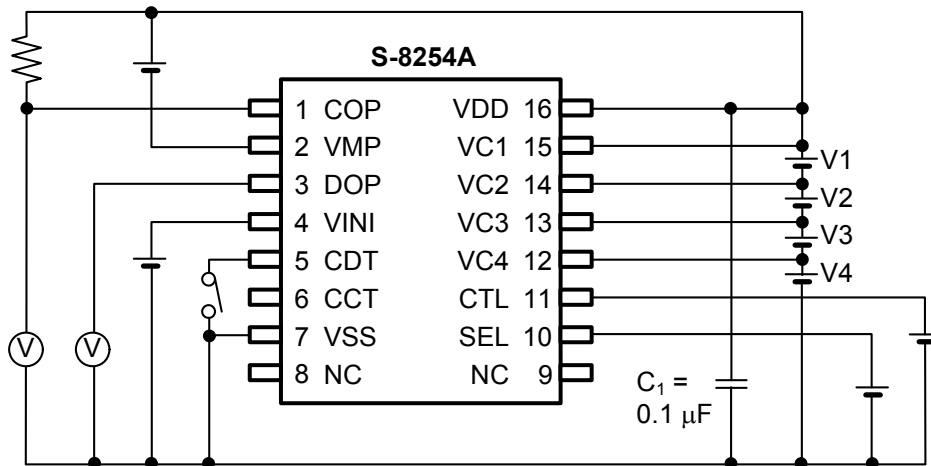 S-8254A
1 COP VDD 16
2 VMP VC1 15
3 DOP VC2 14
4 VINI VC3 13
5 CDT VC4 12
6 CCT CTL 11
7 VSS SEL 10
8 NC NC 9
V1
V2
V3
V4
V
V
C₁ =
0.1 μF